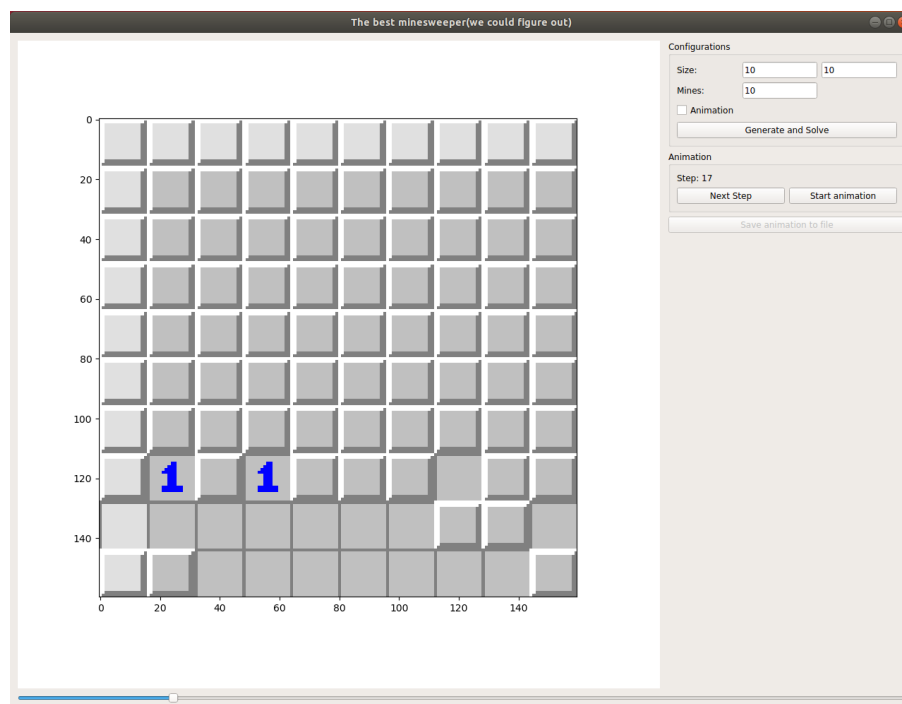 The best minesweeper(we could figure out)
Configurations
Size: 10 10
Mines: 10
Animation
Generate and Solve
Animation
Step: 17
Next Step Start animation
Save animation to file
0
20
40
60
80
100
1 1
120
140
0 20 40 60 80 100 120 140